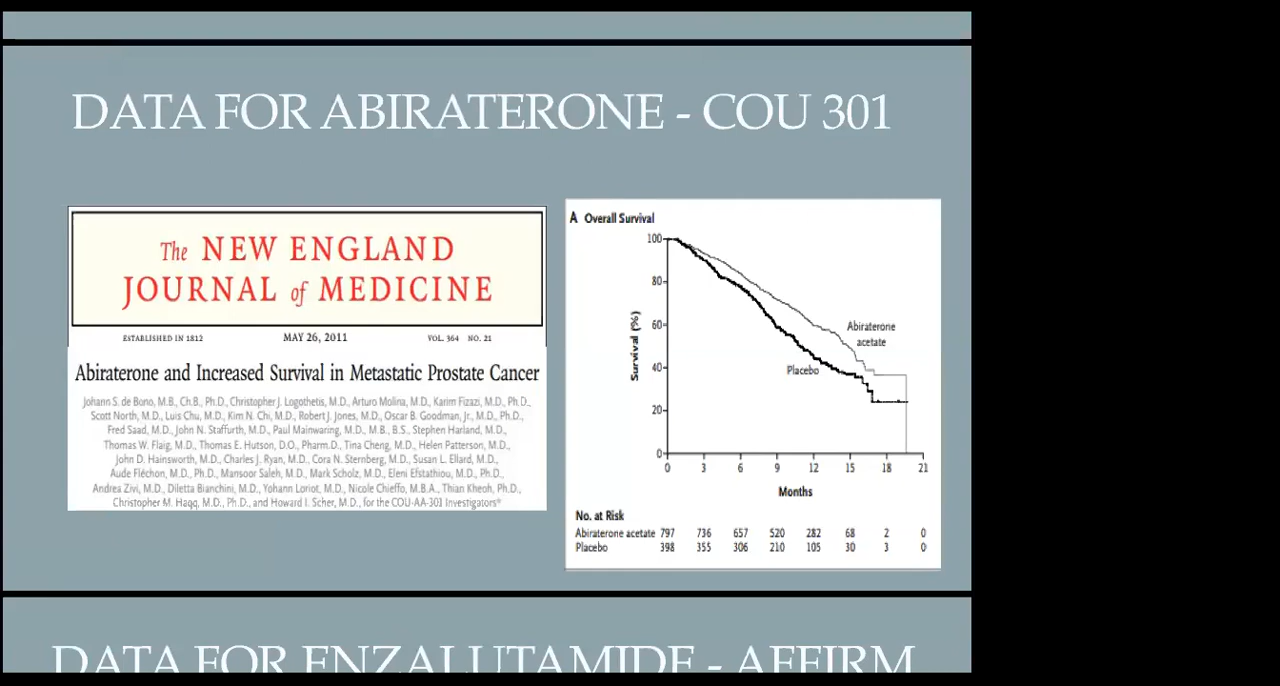 DATA FOR ABIRATERONE - COU 301
The NEW ENGLAND
JOURNAL of MEDICINE
ESTABLISHED IN 1812 MAY 26, 2011 VOL. 364 NO. 21
Abiraterone and Increased Survival in Metastatic Prostate Cancer
Johann S. de Bono, M.B., Ch.B., Ph.D., Christopher J. Logothetis, M.D., Arturo Molina, M.D., Karim Fizazi, M.D., Ph.D.,
Scott North, M.D., Luis Chu, M.D., Kim N. Chi, M.D., Robert J. Jones, M.D., Oscar B. Goodman, Jr., M.D., Ph.D.,
Fred Saad, M.D., John N. Staffurth, M.D., Paul Mainwaring, M.D., M.B., B.S., Stephen Harland, M.D.,
Thomas W. Flaig, M.D., Thomas E. Hutson, D.O., Pharm.D., Tina Cheng, M.D., Helen Patterson, M.D.,
John D. Hainsworth, M.D., Charles J. Ryan, M.D., Cora N. Sternberg, M.D., Susan L. Ellard, M.D.,
Aude Fléchon, M.D., Ph.D., Mansoor Saleh, M.D., Mark Scholz, M.D., Eleni Efstathiou, M.D., Ph.D.,
Andrea Zivi, M.D., Diletta Bianchini, M.D., Yohann Loriot, M.D., Nicole Chieffo, M.B.A., Thian Kheoh, Ph.D.,
Christopher M. Haqq, M.D., Ph.D., and Howard I. Scher, M.D., for the COU-AA-301 Investigators*
A Overall Survival
100
80
60
40
20
0
Survival (%)
Abiraterone
acetate
Placebo
0 3 6 9 12 15 18 21
Months
No. at Risk
Abiraterone acetate 797 736 657 520 282 68 2 0
Placebo 398 355 306 210 105 30 3 0
DATA FOR ENZALUTAMIDE - AFFIRM